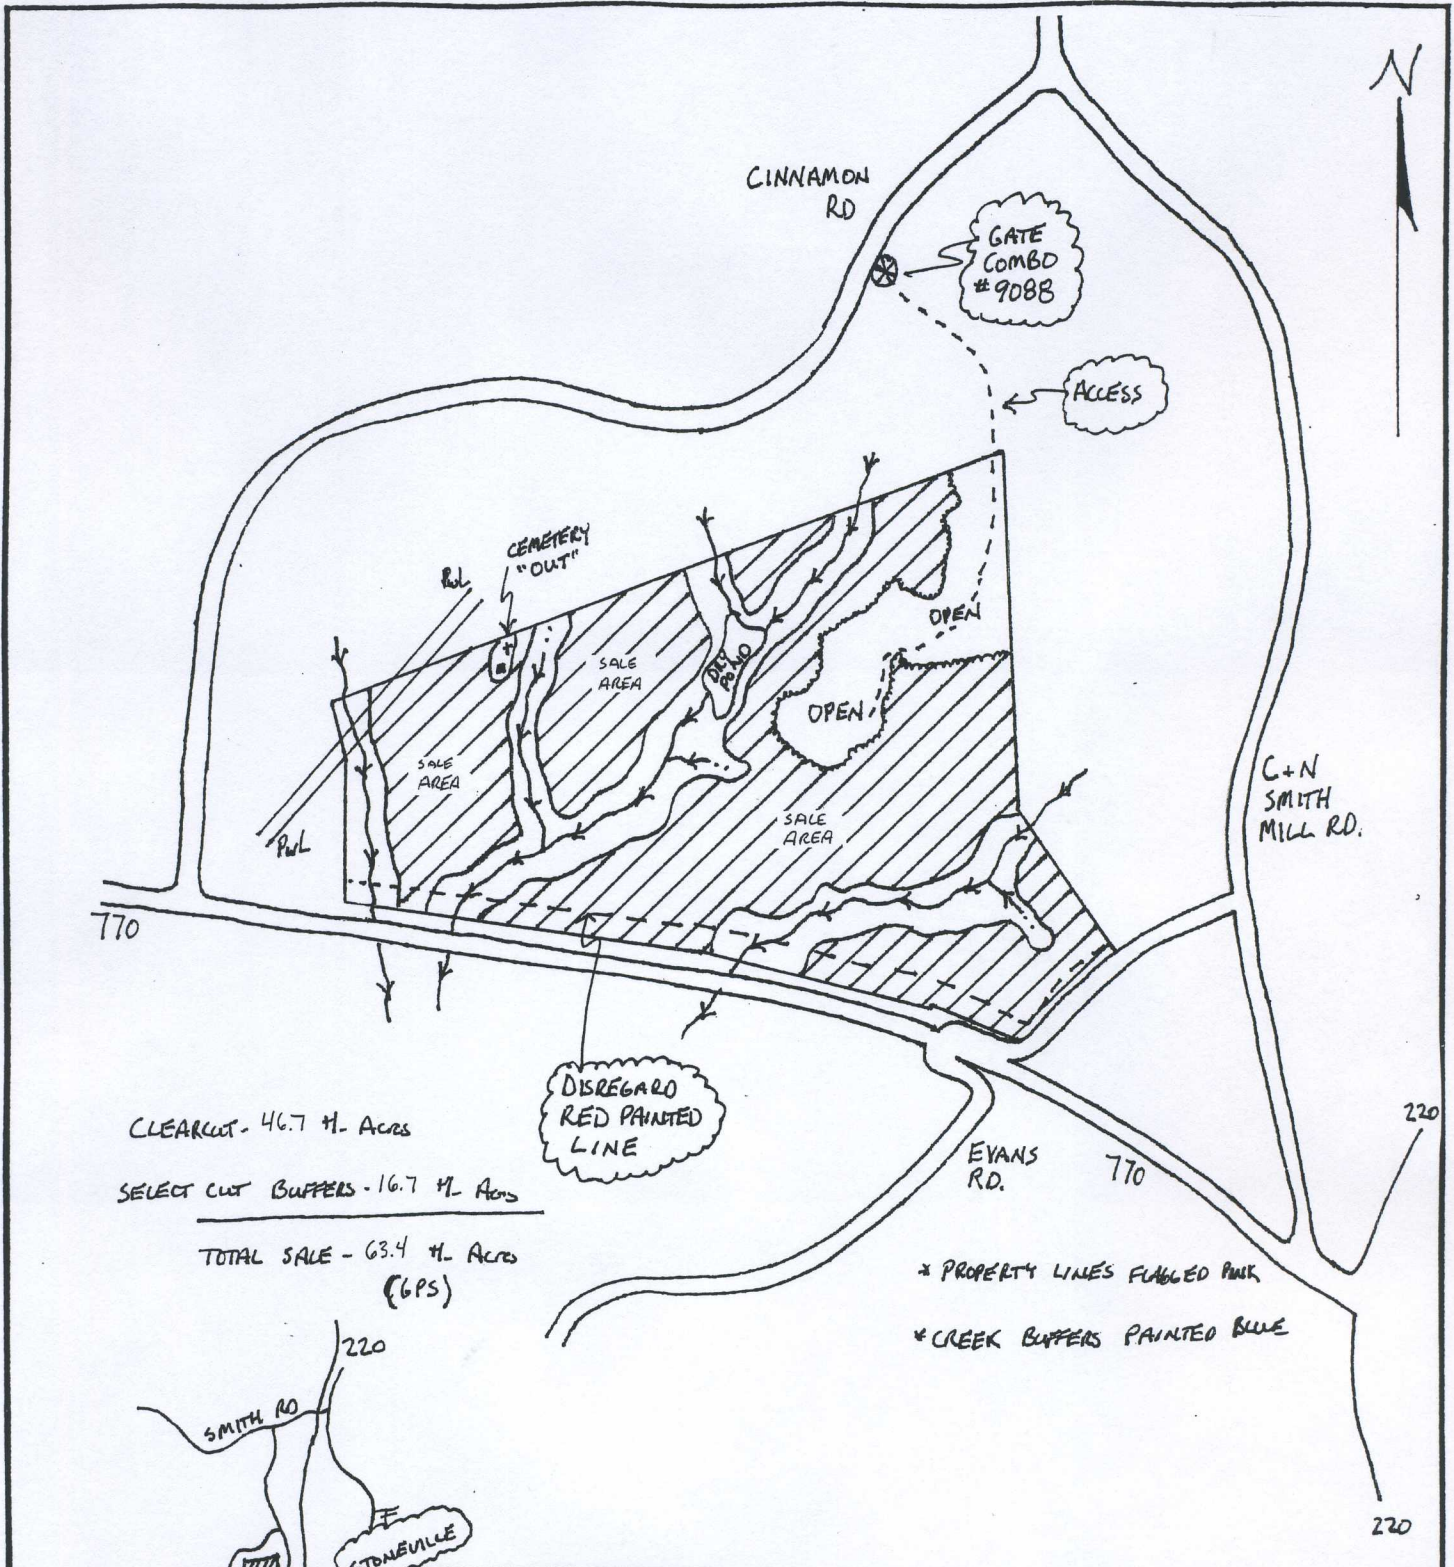 N
CINNAMON
RD
GATE
COMBO
#9088
ACCESS
CEMETERY
"OUT"
PwL
OPEN
SALE
AREA
DRY
POND
OPEN
SALE
AREA
SALE
AREA
C+N
SMITH
MILL RD.
PwL
770
DISREGARD
RED PAINTED
LINE
CLEARCUT - 46.7 +/- ACRES
SELECT CUT BUFFERS - 16.7 +/- ACRES
TOTAL SALE - 63.4 +/- ACRES
(GPS)
EVANS
RD.
770
220
* PROPERTY LINES FLAGGED PINK
* CREEK BUFFERS PAINTED BLUE
220
SMITH RD
STONEVILLE
220